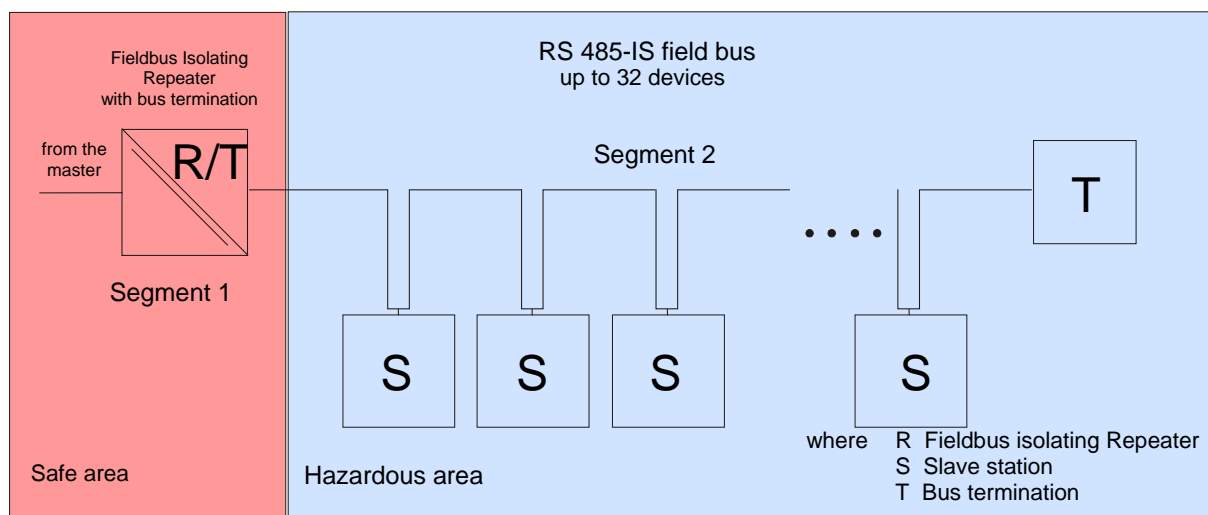 Fieldbus Isolating
Repeater
with bus termination
RS 485-IS field bus
up to 32 devices
from the
master
R/T
Segment 2
T
Segment 1
S
S
S
S
where R Fieldbus isolating Repeater
S Slave station
T Bus termination
Safe area
Hazardous area